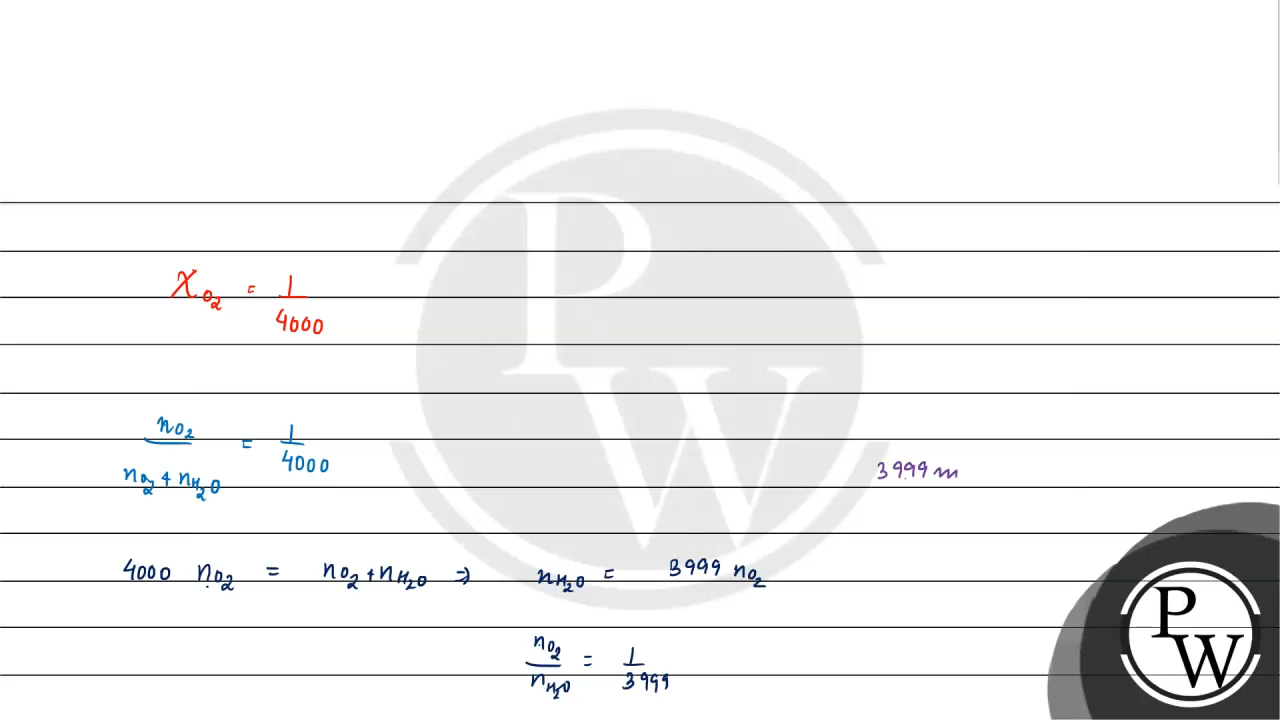 χ_O2 = 1/4000
n_O2 / (n_O2 + n_H2O) = 1/4000
3999 m
4000 n_O2 = n_O2 + n_H2O ⇒ n_H2O = 3999 n_O2
n_O2 / n_H2O = 1/3999
P
W
P
W